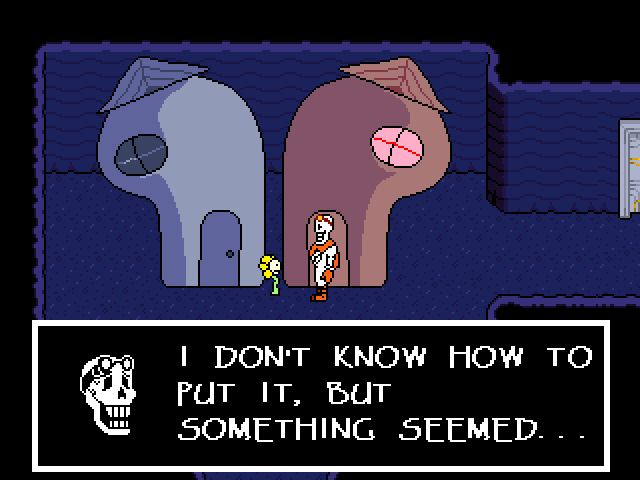 I DON'T KNOW HOW TO
PUT IT, BUT
SOMETHING SEEMED...